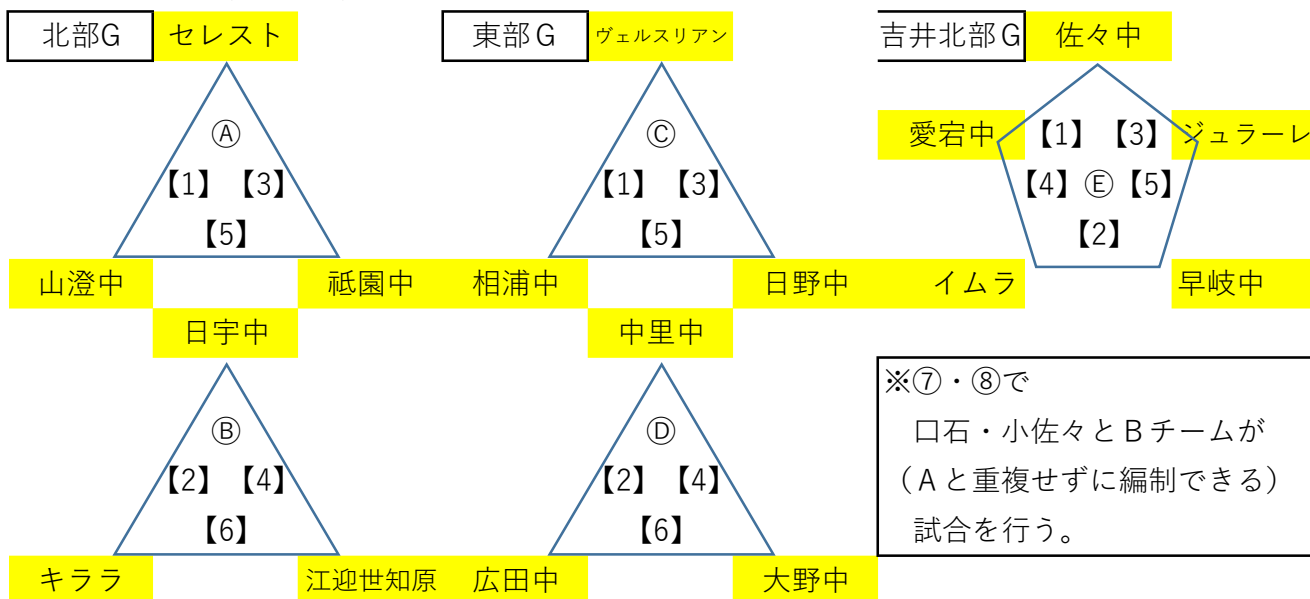 北部G セレスト
Ⓐ
【1】【3】
【5】
山澄中 祇園中
日宇中
Ⓑ
【2】【4】
【6】
キララ 江迎世知原
東部G ヴェルスリアン
Ⓒ
【1】【3】
【5】
相浦中 日野中
中里中
Ⓓ
【2】【4】
【6】
広田中 大野中
吉井北部G 佐々中
愛宕中 【1】【3】 ジュラーレ
【4】Ⓔ【5】
【2】
イムラ 早岐中
※⑦・⑧で
口石・小佐々とBチームが
（Aと重複せずに編制できる）
試合を行う。